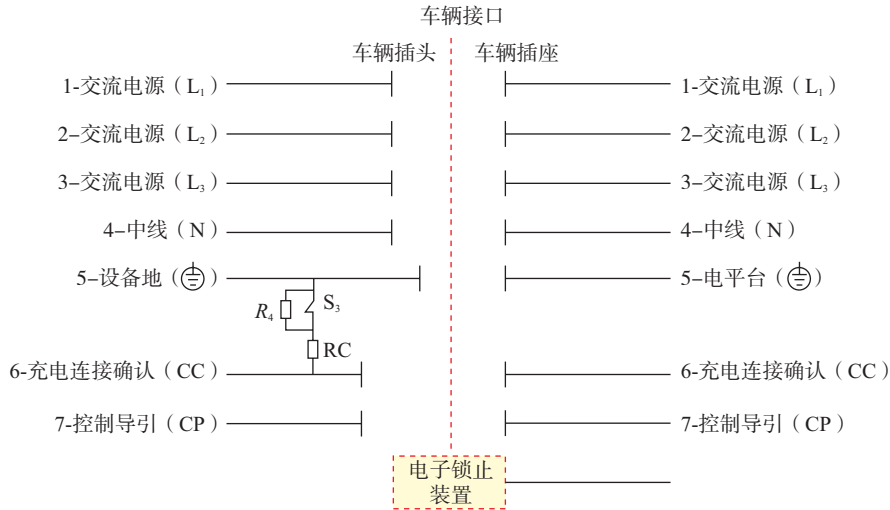 车辆接口
车辆插头 车辆插座
1-交流电源（L₁） 1-交流电源（L₁）
2–交流电源（L₂） 2–交流电源（L₂）
3–交流电源（L₃） 3–交流电源（L₃）
4–中线（N） 4–中线（N）
5–设备地（⏚） 5–电平台（⏚）
R₄ S₃
RC
6-充电连接确认（CC） 6-充电连接确认（CC）
7-控制导引（CP） 7-控制导引（CP）
电子锁止
装置